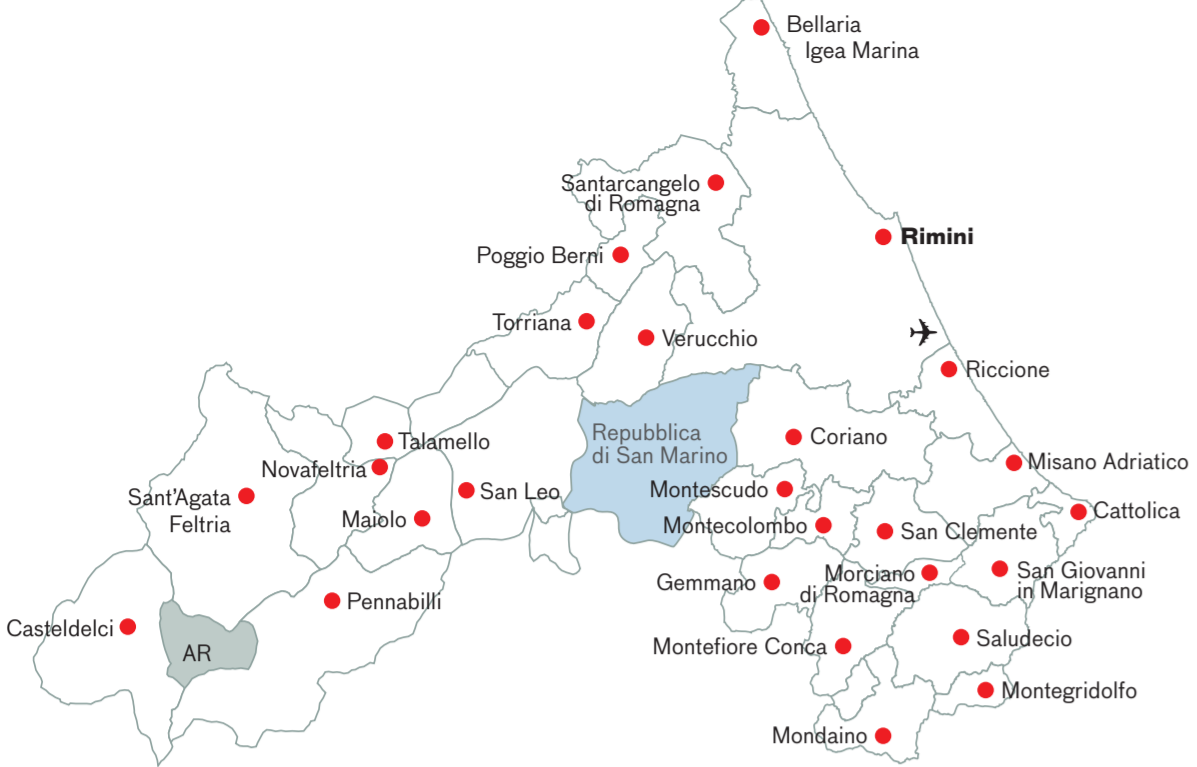 Bellaria
Igea Marina
Santarcangelo
di Romagna
Rimini
Poggio Berni
Torriana
Verucchio
Riccione
Repubblica
di San Marino
Coriano
Talamello
Novafeltria
Misano Adriatico
Sant'Agata
Feltria
San Leo
Montescudo
Maiolo
Cattolica
Montecolombo
San Clemente
Gemmano
Morciano
di Romagna
San Giovanni
in Marignano
Pennabilli
Casteldelci
AR
Montefiore Conca
Saludecio
Montegridolfo
Mondaino